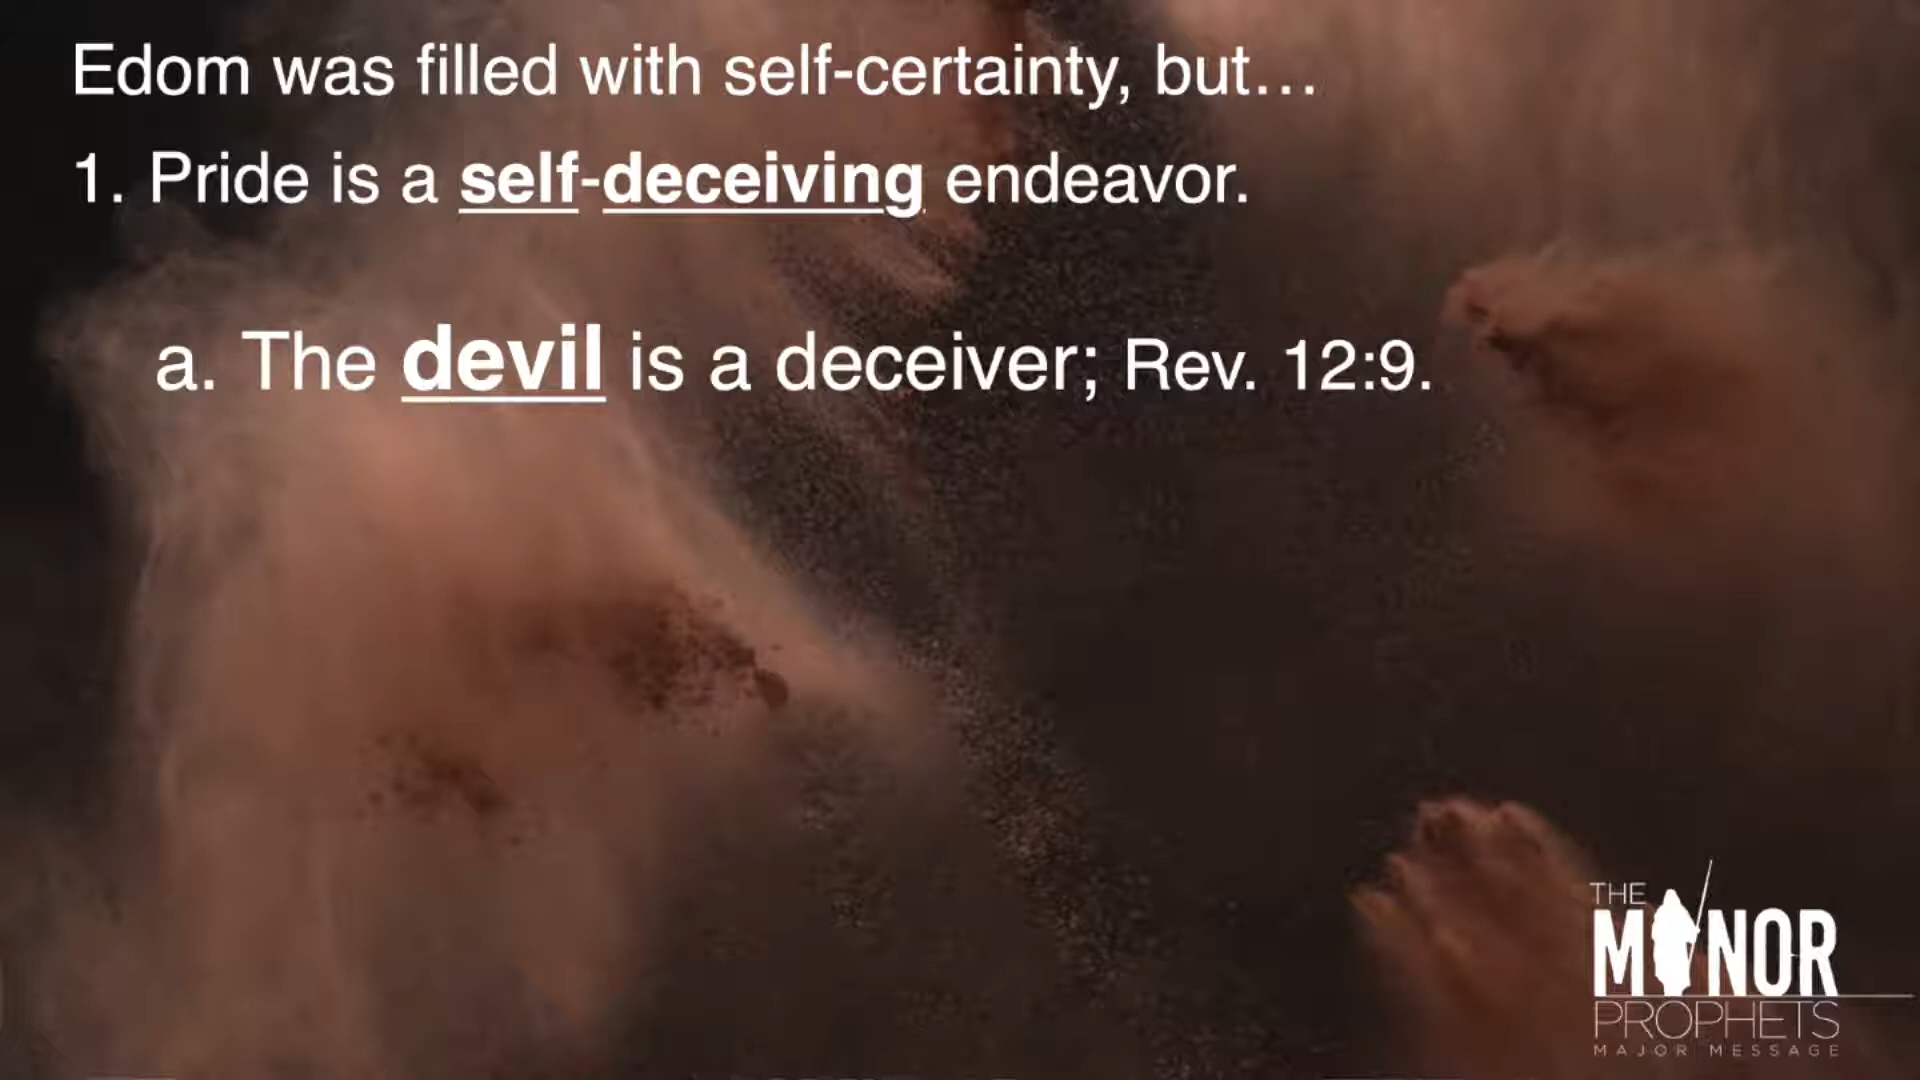 Edom was filled with self-certainty, but…
1. Pride is a self-deceiving endeavor.
a. The devil is a deceiver; Rev. 12:9.
THE
MINOR
PROPHETS
MAJOR MESSAGE